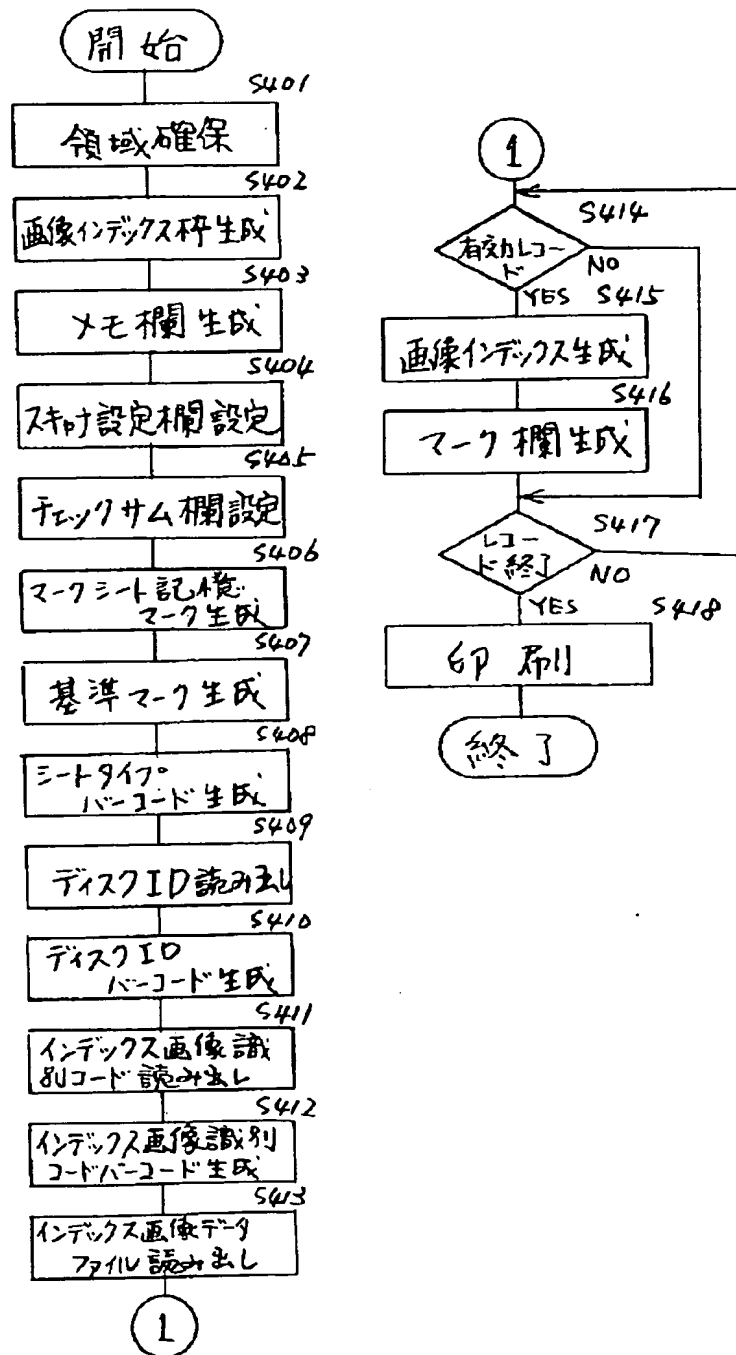 開始
S401
領域確保
S402
画像インデックス枠生成
S403
メモ欄生成
S404
スキャナ設定欄設定
S405
チェックサム欄設定
S406
マークシート記憶
マーク生成
S407
基準マーク生成
S408
シートタイプ
バーコード生成
S409
ディスクID読み出し
S410
ディスクID
バーコード生成
S411
インデックス画像識
別コード読み出し
S412
インデックス画像識別
コードバーコード生成
S413
インデックス画像データ
ファイル読み出し
1
1
S414
有効レコー
ド
NO
YES S415
画像インデックス生成
S416
マーク欄生成
S417
レコー
ド終了
NO
YES
S418
印刷
終了